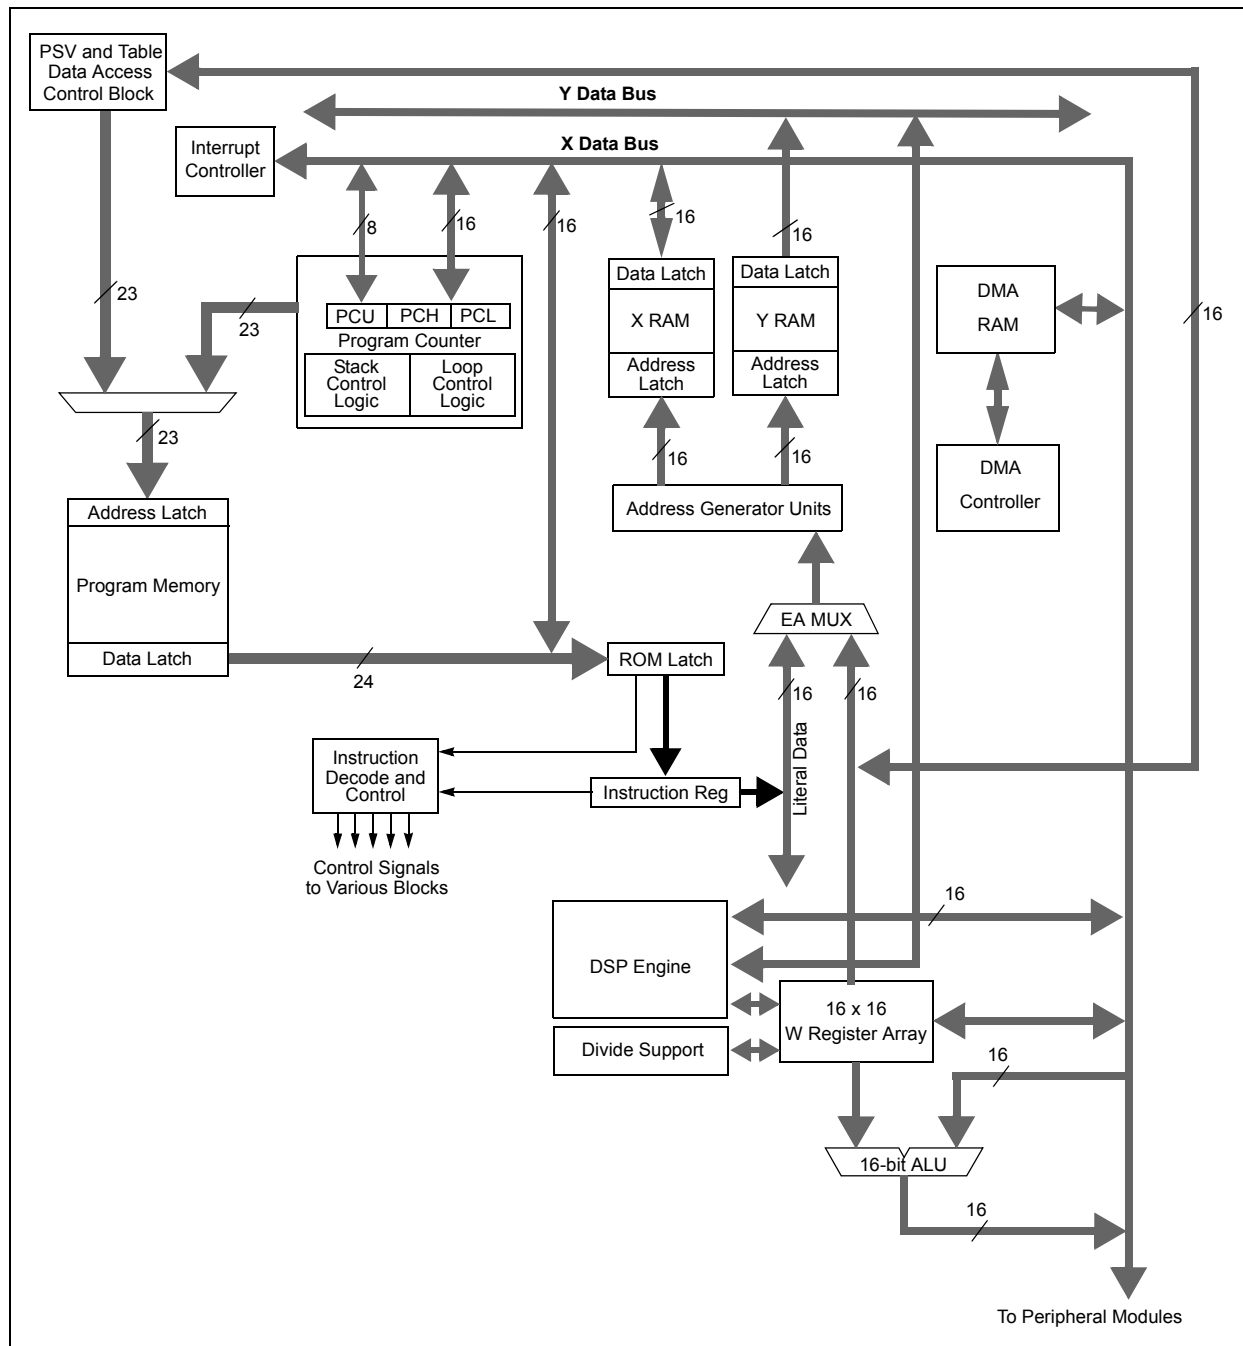 PSV and Table
Data Access
Control Block
Y Data Bus
Interrupt
Controller
X Data Bus
8
16
16
16
16
23
23
16
PCU PCH PCL
Program Counter
Stack
Control
Logic
Loop
Control
Logic
Data Latch
X RAM
Address
Latch
Data Latch
Y RAM
Address
Latch
DMA
RAM
23
16
16
DMA
Controller
Address Generator Units
Address Latch
Program Memory
Data Latch
24
EA MUX
ROM Latch
16
16
Literal Data
Instruction
Decode and
Control
Instruction Reg
Control Signals
to Various Blocks
16
DSP Engine
16 x 16
W Register Array
Divide Support
16
16-bit ALU
16
To Peripheral Modules